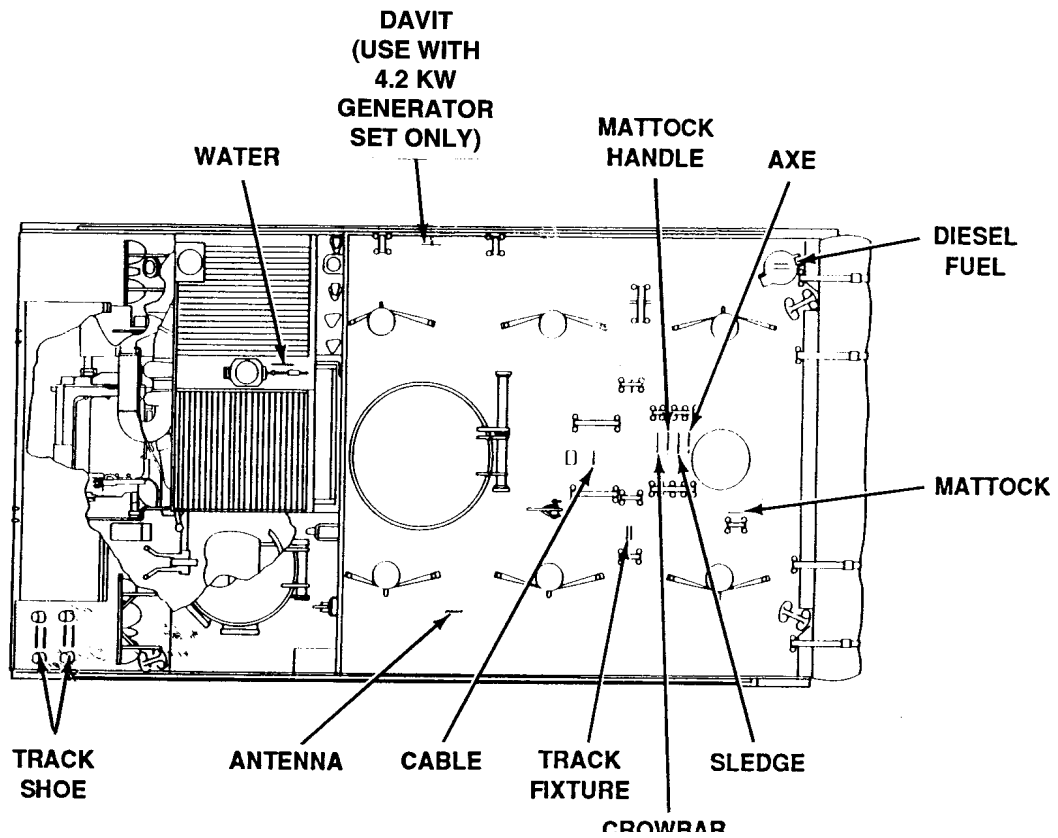 DAVIT
(USE WITH
4.2 KW
GENERATOR
SET ONLY)
WATER
MATTOCK
HANDLE
AXE
DIESEL
FUEL
MATTOCK
TRACK
SHOE
ANTENNA
CABLE
TRACK
FIXTURE
SLEDGE
CROWBAR